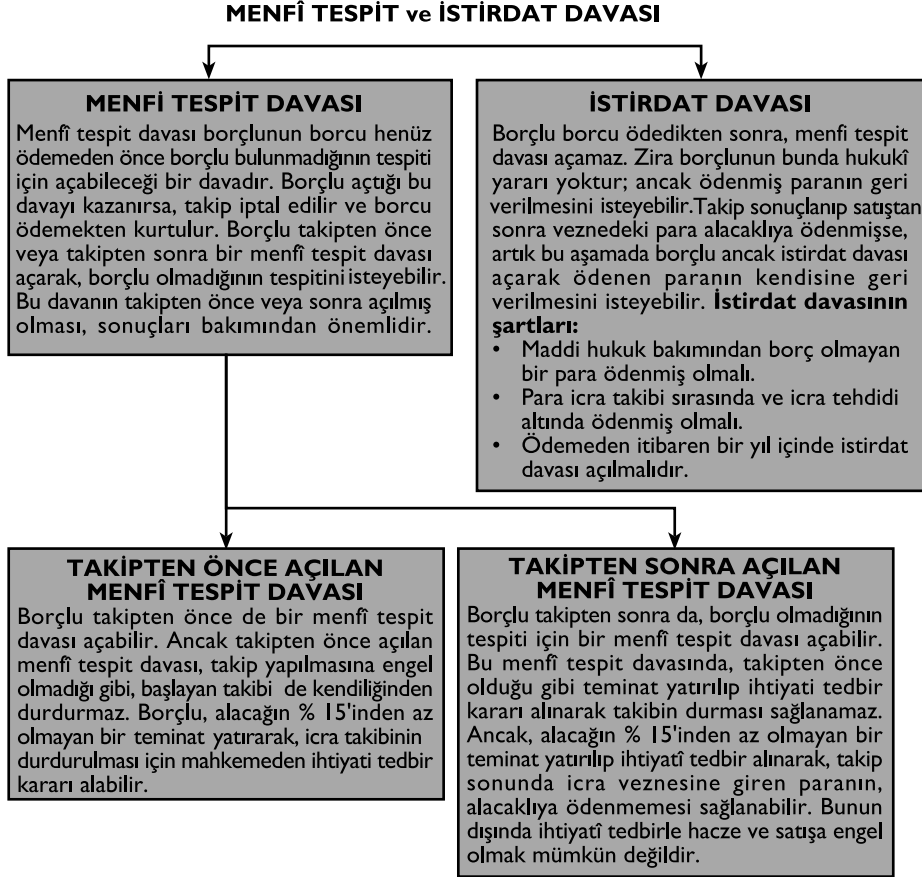 MENFÎ TESPİT ve İSTİRDAT DAVASI
MENFİ TESPİT DAVASI
Menfî tespit davası borçlunun borcu henüz
ödemeden önce borçlu bulunmadığının tespiti
için açabileceği bir davadır. Borçlu açtığı bu
davayı kazanırsa, takip iptal edilir ve borcu
ödemekten kurtulur. Borçlu takipten önce
veya takipten sonra bir menfî tespit davası
açarak, borçlu olmadığının tespitini isteyebilir.
Bu davanın takipten önce veya sonra açılmış
olması, sonuçları bakımından önemlidir.
İSTİRDAT DAVASI
Borçlu borcu ödedikten sonra, menfi tespit
davası açamaz. Zira borçlunun bunda hukukî
yararı yoktur; ancak ödenmiş paranın geri
verilmesini isteyebilir.Takip sonuçlanıp satıştan
sonra veznedeki para alacaklıya ödenmişse,
artık bu aşamada borçlu ancak istirdat davası
açarak ödenen paranın kendisine geri
verilmesini isteyebilir. İstirdat davasının
şartları:
• Maddi hukuk bakımından borç olmayan
bir para ödenmiş olmalı.
• Para icra takibi sırasında ve icra tehdidi
altında ödenmiş olmalı.
• Ödemeden itibaren bir yıl içinde istirdat
davası açılmalıdır.
TAKİPTEN ÖNCE AÇILAN
MENFÎ TESPİT DAVASI
Borçlu takipten önce de bir menfî tespit
davası açabilir. Ancak takipten önce açılan
menfî tespit davası, takip yapılmasına engel
olmadığı gibi, başlayan takibi de kendiliğinden
durdurmaz. Borçlu, alacağın % 15'inden az
olmayan bir teminat yatırarak, icra takibinin
durdurulması için mahkemeden ihtiyati tedbir
kararı alabilir.
TAKİPTEN SONRA AÇILAN
MENFÎ TESPİT DAVASI
Borçlu takipten sonra da, borçlu olmadığının
tespiti için bir menfî tespit davası açabilir.
Bu menfî tespit davasında, takipten önce
olduğu gibi teminat yatırılıp ihtiyati tedbir
kararı alınarak takibin durması sağlanamaz.
Ancak, alacağın % 15'inden az olmayan bir
teminat yatırılıp ihtiyatî tedbir alınarak, takip
sonunda icra veznesine giren paranın,
alacaklıya ödenmemesi sağlanabilir. Bunun
dışında ihtiyatî tedbirle hacze ve satışa engel
olmak mümkün değildir.